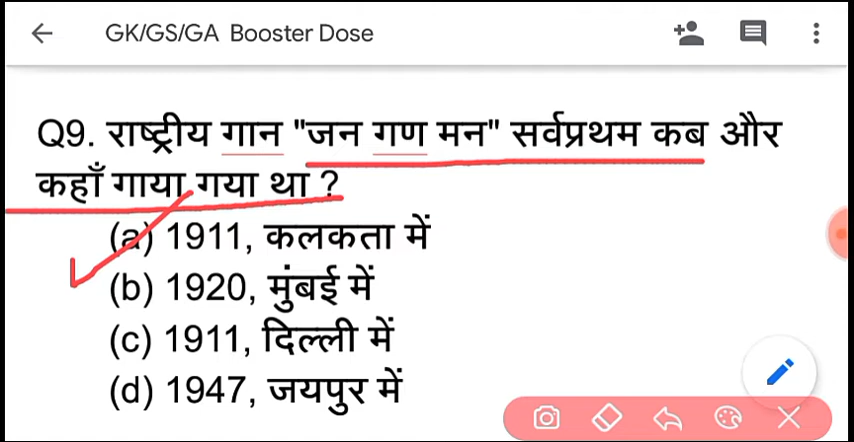 GK/GS/GA Booster Dose
Q9. राष्ट्रीय गान "जन गण मन" सर्वप्रथम कब और
कहाँ गाया गया था ?
(a) 1911, कलकता में
(b) 1920, मुंबई में
(c) 1911, दिल्ली में
(d) 1947, जयपुर में